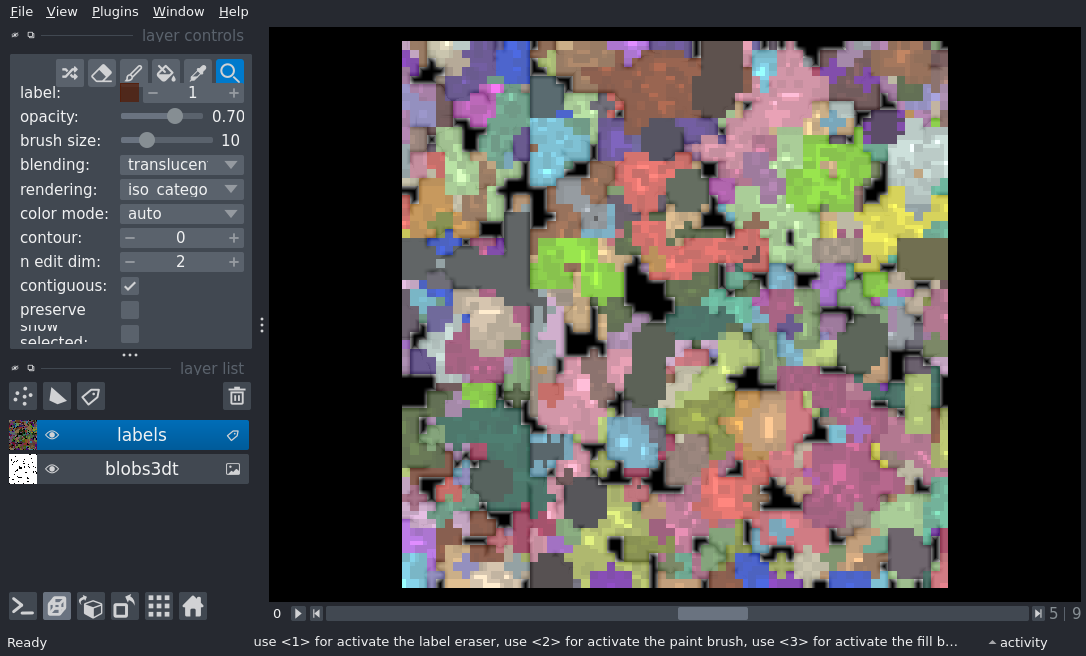 File View Plugins Window Help
layer controls
label: 1
opacity: 0.70
brush size: 10
blending: translucen
rendering: iso_catego
color mode: auto
contour: 0
n edit dim: 2
contiguous:
preserve
show
selected:
layer list
labels
blobs3dt
0 5 | 9
Ready use <1> for activate the label eraser, use <2> for activate the paint brush, use <3> for activate the fill b... activity